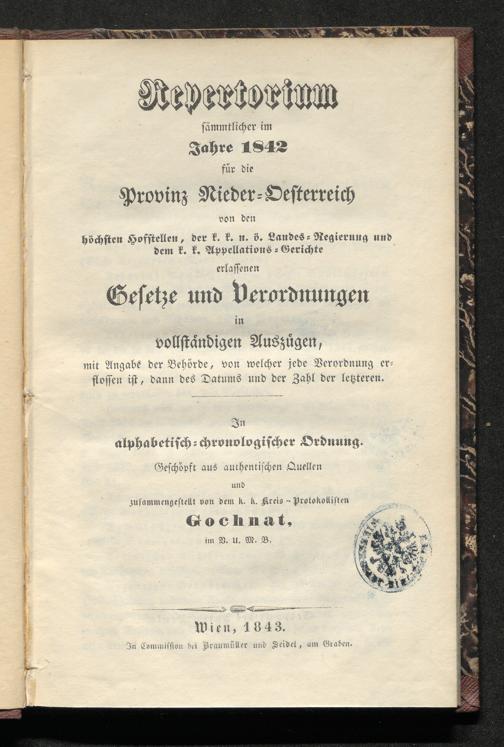 Repertorium
sämmtlicher im
Jahre 1842
für die
Provinz Nieder-Oesterreich
von den
höchsten Hofstellen, der k. k. n. ö. Landes-Regierung und
dem k. k. Appellations-Gerichte
erlassenen
Gesetze und Verordnungen
in
vollständigen Auszügen,
mit Angabe der Behörde, von welcher jede Verordnung er-
flossen ist, dann des Datums und der Zahl der letzteren.
In
alphabetisch-chronologischer Ordnung.
Geschöpft aus authentischen Quellen
und
zusammengestellt von dem k. k. Kreis-Protokollisten
Gochnat,
im V. U. M. B.
Wien, 1843.
In Commission bei Braumüller und Seidel, am Graben.